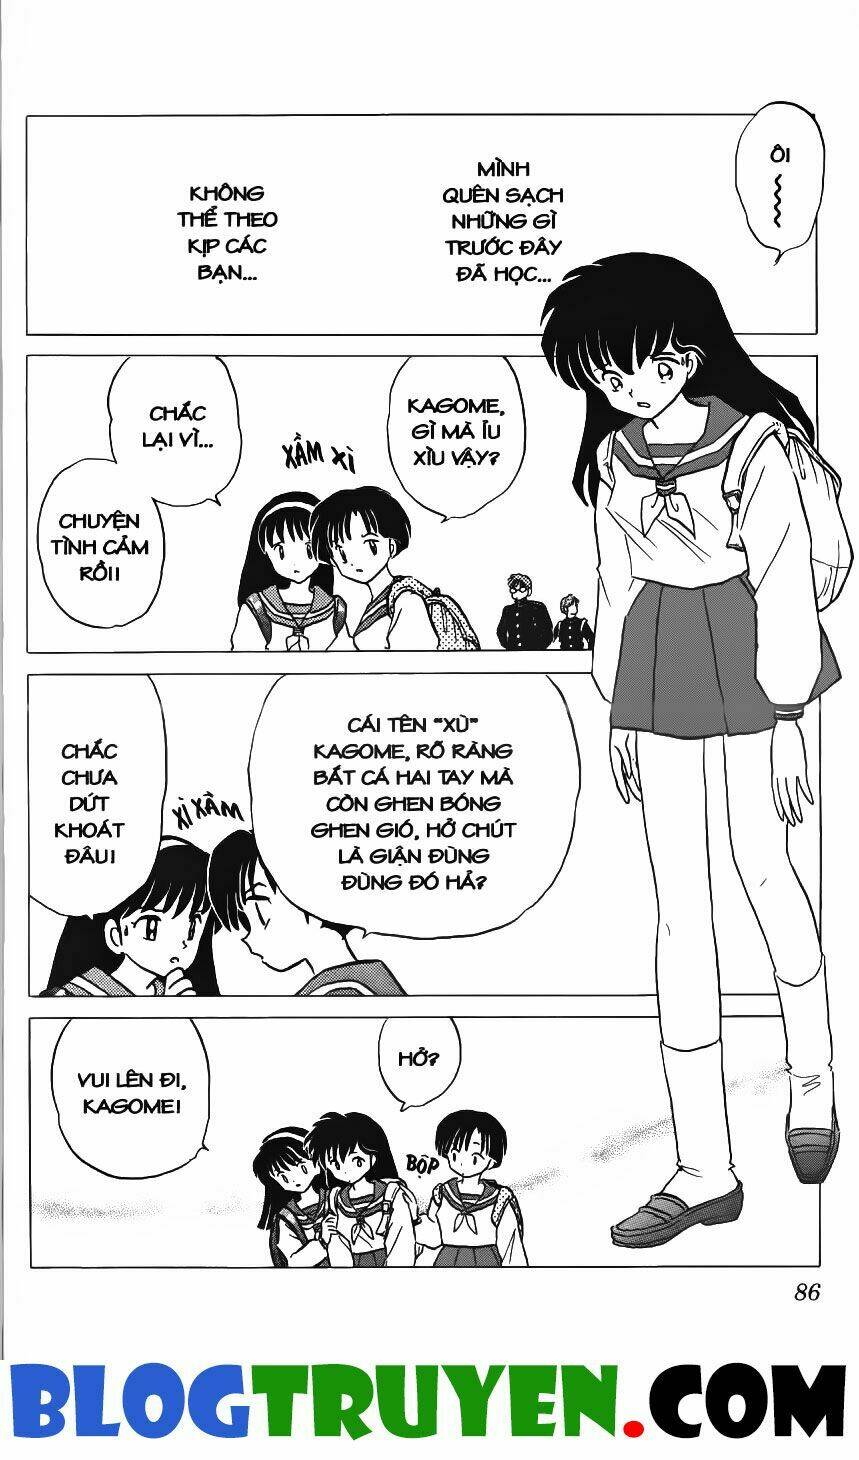 ÔI
MÌNH
QUÊN SẠCH
NHỮNG GÌ
TRƯỚC ĐÂY
ĐÃ HỌC...
KHÔNG
THỂ THEO
KỊP CÁC
BẠN...
KAGOME,
GÌ MÀ ỈU
XÌU VẬY?
XẦM XÌ
CHẮC
LẠI VÌ...
CHUYỆN
TÌNH CẢM
RỒI!
CÁI TÊN "XÙ"
KAGOME, RÕ RÀNG
BẮT CÁ HAI TAY MÀ
CÒN GHEN BÓNG
GHEN GIÓ, HỞ CHÚT
LÀ GIẬN ĐÙNG
ĐÙNG ĐÓ HẢ?
XÌ XẦM
CHẮC
CHƯA
DỨT
KHOÁT
ĐÂU!
HỞ?
BỘP
VUI LÊN ĐI,
KAGOME!
86
BLOGTRUYEN.COM